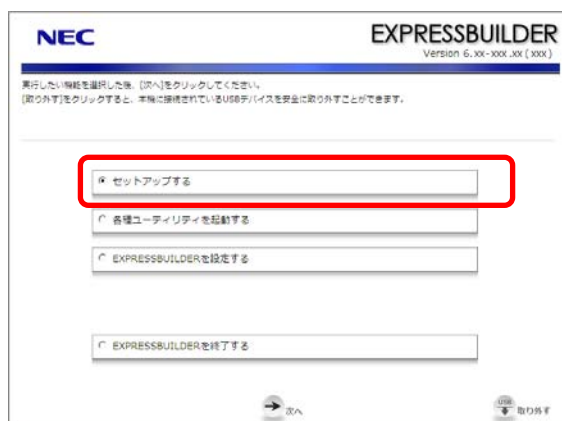 NEC
EXPRESSBUILDER
Version 6.xx-xxx.xx (xxx)
実行したい機能を選択した後、[次へ]をクリックしてください。
[取り外す]をクリックすると、本機に接続されているUSBデバイスを安全に取り外すことができます。
セットアップする
各種ユーティリティを起動する
EXPRESSBUILDERを設定する
EXPRESSBUILDERを終了する
次へ
USB
取り外す